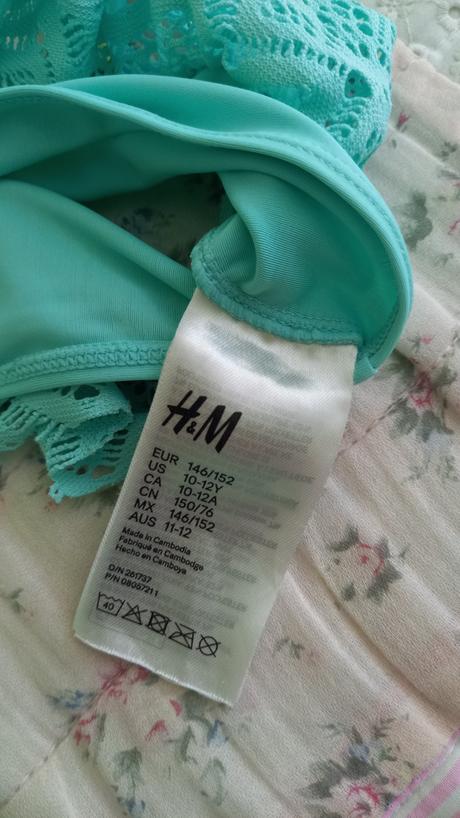 H&M
EUR 146/152
US 10-12Y
CA 10-12A
CN 150/76
MX 146/152
AUS 11-12
Made in Cambodia
Fabriqué en Cambodge
Hecho en Camboya
O/N 261737
P/N 08057211
40